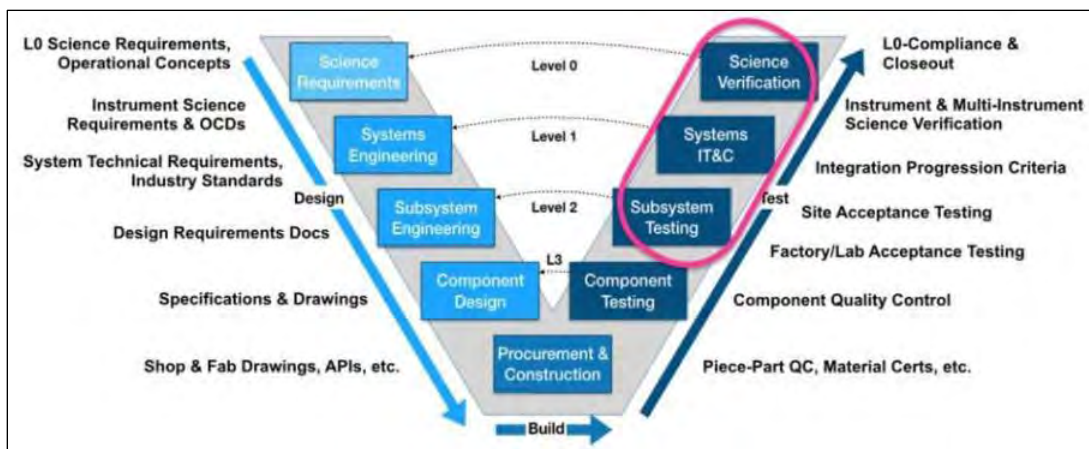 L0 Science Requirements,
Operational Concepts
Instrument Science
Requirements & OCDs
System Technical Requirements,
Industry Standards
Design
Design Requirements Docs
Specifications & Drawings
Shop & Fab Drawings, APIs, etc.
Science
Requirements
Systems
Engineering
Subsystem
Engineering
Component
Design
Procurement &
Construction
Build
Level 0
Level 1
Level 2
L3
Science
Verification
Systems
IT&C
Subsystem
Testing
Component
Testing
Test
L0-Compliance &
Closeout
Instrument & Multi-Instrument
Science Verification
Integration Progression Criteria
Site Acceptance Testing
Factory/Lab Acceptance Testing
Component Quality Control
Piece-Part QC, Material Certs, etc.